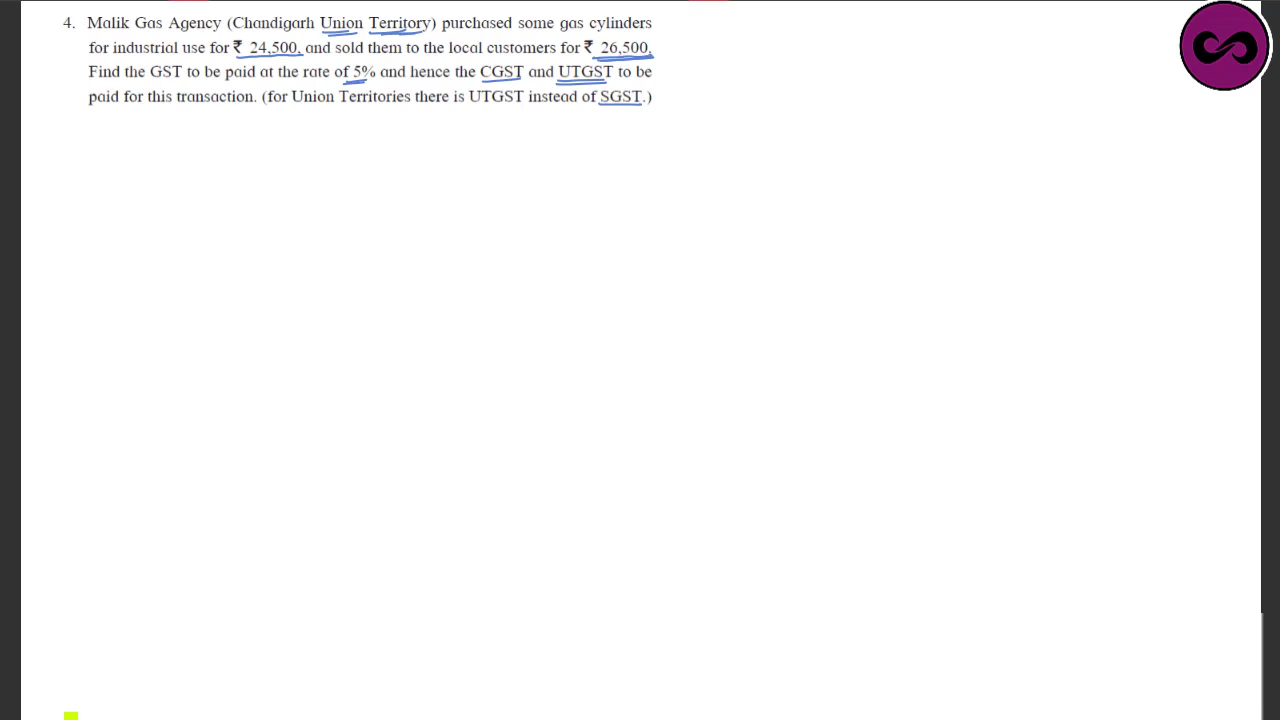 4. Malik Gas Agency (Chandigarh Union Territory) purchased some gas cylinders
for industrial use for ₹ 24,500, and sold them to the local customers for ₹ 26,500.
Find the GST to be paid at the rate of 5% and hence the CGST and UTGST to be
paid for this transaction. (for Union Territories there is UTGST instead of SGST.)